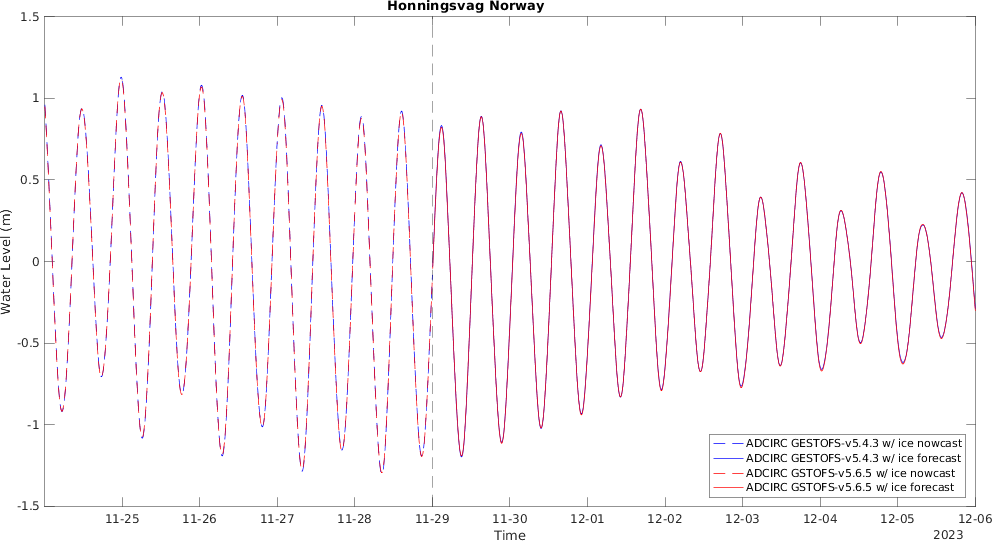 Honningsvag Norway
1.5
1
0.5
0
-0.5
-1
-1.5
Water Level (m)
11-25 11-26 11-27 11-28 11-29 11-30 12-01 12-02 12-03 12-04 12-05 12-06
Time
2023
ADCIRC GESTOFS-v5.4.3 w/ ice nowcast
ADCIRC GESTOFS-v5.4.3 w/ ice forecast
ADCIRC GSTOFS-v5.6.5 w/ ice nowcast
ADCIRC GSTOFS-v5.6.5 w/ ice forecast